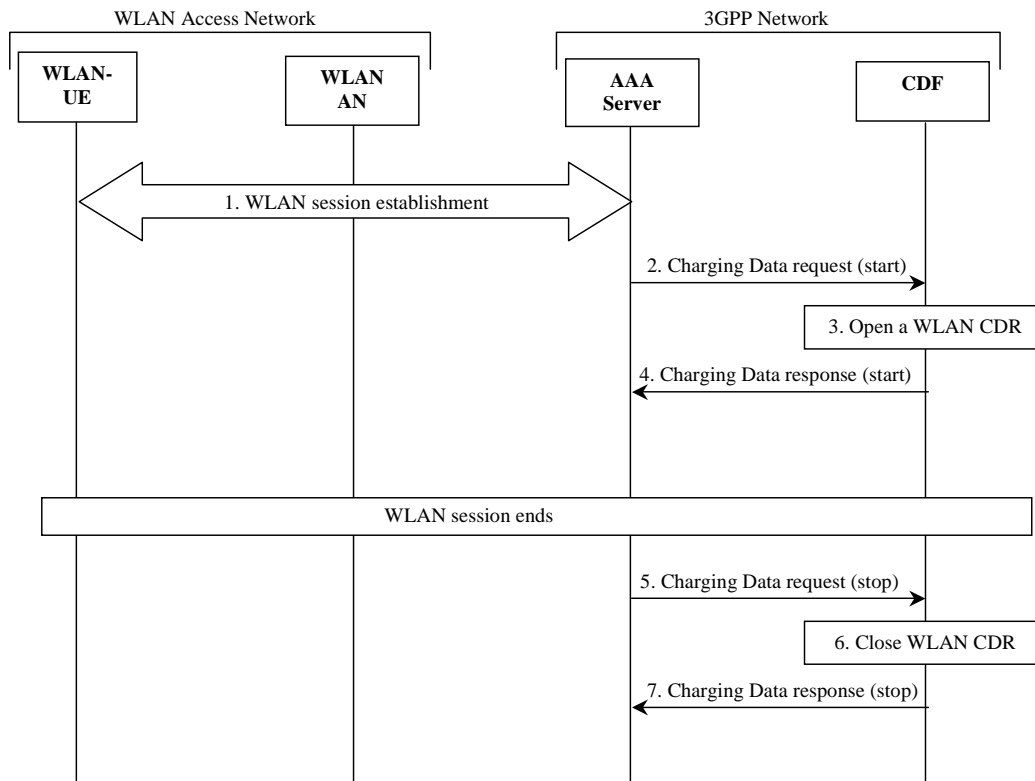 WLAN Access Network
3GPP Network
WLAN-
UE
WLAN
AN
AAA
Server
CDF
1. WLAN session establishment
2. Charging Data request (start)
3. Open a WLAN CDR
4. Charging Data response (start)
WLAN session ends
5. Charging Data request (stop)
6. Close WLAN CDR
7. Charging Data response (stop)